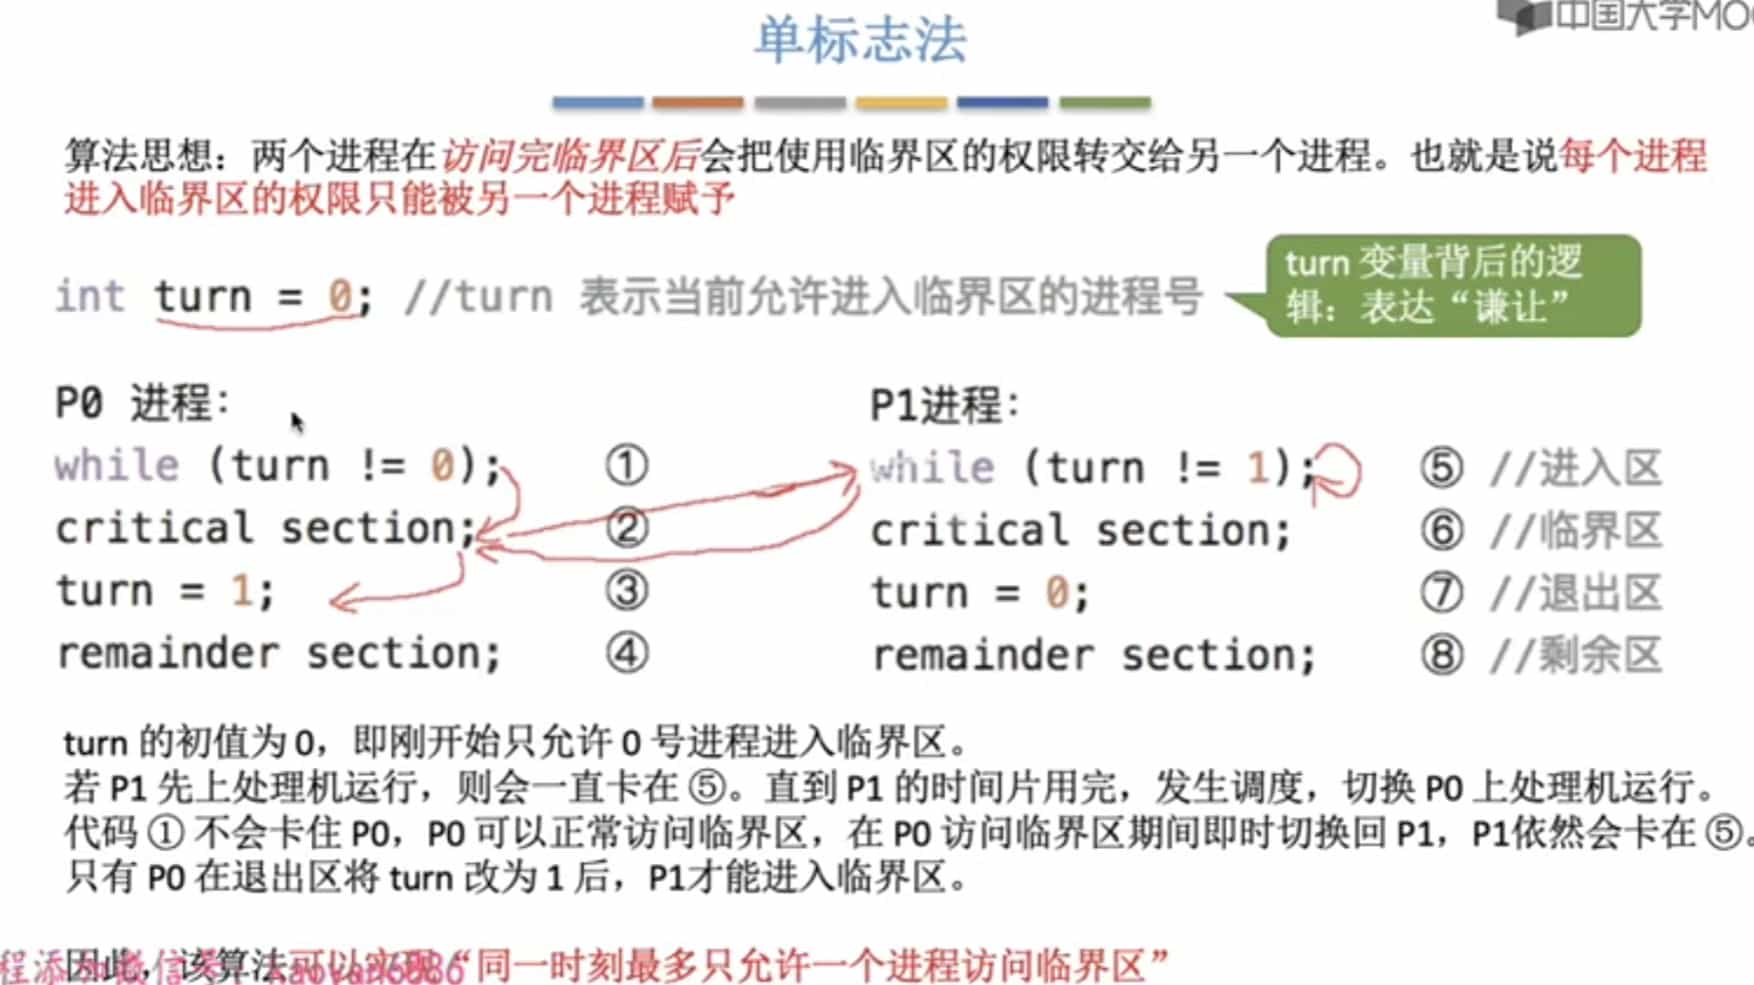 中国大学MOO
单标志法
算法思想：两个进程在访问完临界区后会把使用临界区的权限转交给另一个进程。也就是说每个进程
进入临界区的权限只能被另一个进程赋予
int turn = 0; //turn 表示当前允许进入临界区的进程号
turn 变量背后的逻
辑：表达“谦让”
P0 进程：
while (turn != 0); ①
critical section; ②
turn = 1; ③
remainder section; ④
P1进程：
while (turn != 1); ⑤ //进入区
critical section; ⑥ //临界区
turn = 0; ⑦ //退出区
remainder section; ⑧ //剩余区
turn 的初值为 0，即刚开始只允许 0 号进程进入临界区。
若 P1 先上处理机运行，则会一直卡在 ⑤。直到 P1 的时间片用完，发生调度，切换 P0 上处理机运行。
代码 ① 不会卡住 P0，P0 可以正常访问临界区，在 P0 访问临界区期间即时切换回 P1，P1依然会卡在 ⑤。
只有 P0 在退出区将 turn 改为 1 后，P1才能进入临界区。
因此，该算法可以实现“同一时刻最多只允许一个进程访问临界区”